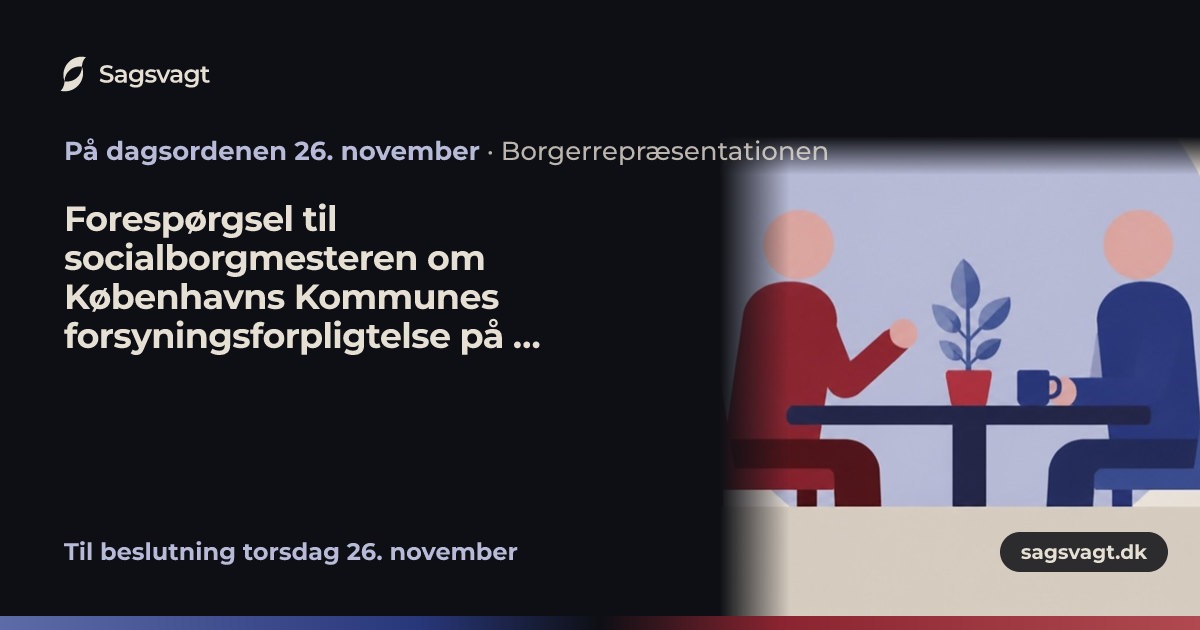 Sagsvagt
På dagsordenen 26. november · Borgerrepræsentationen
Forespørgsel til
socialborgmesteren om
Københavns Kommunes
forsyningsforpligtelse på ...
Til beslutning torsdag 26. november
sagsvagt.dk